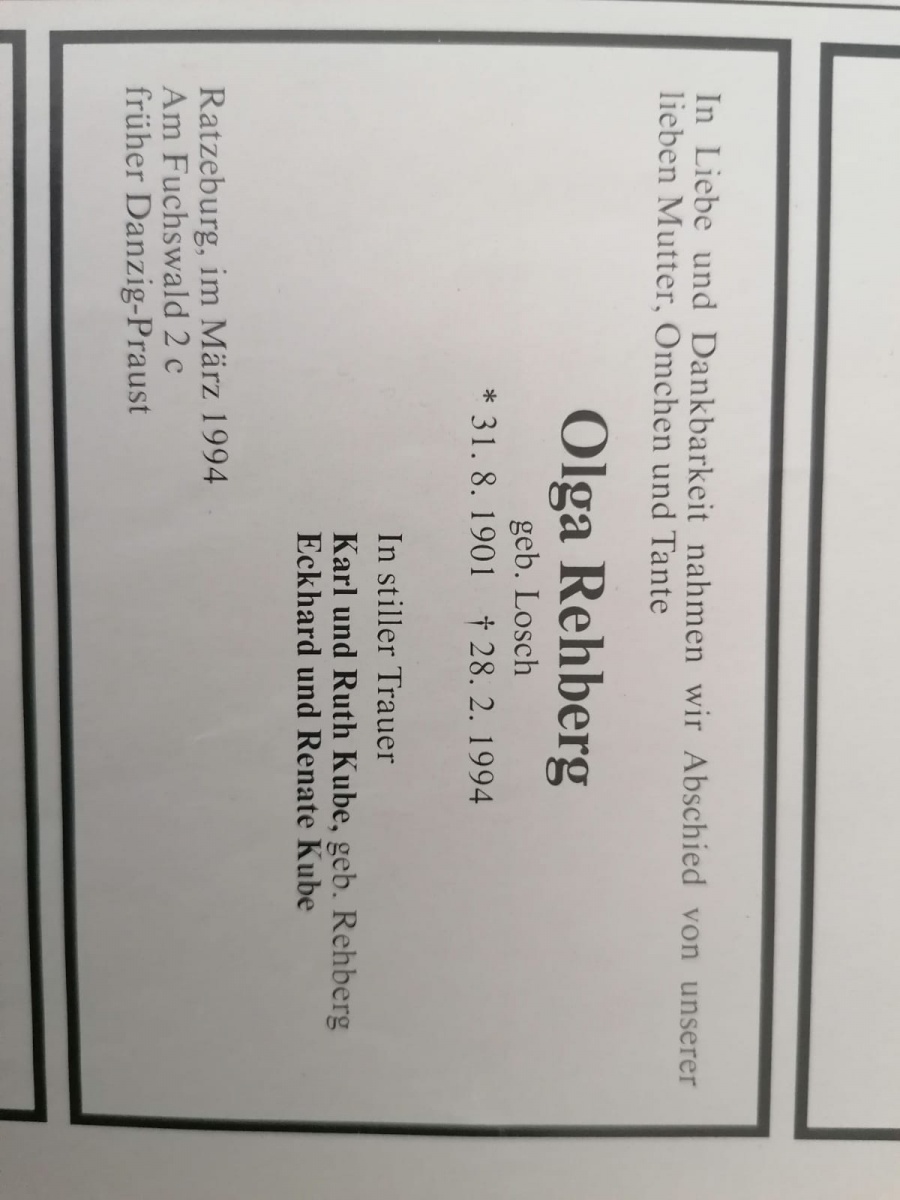 In Liebe und Dankbarkeit nahmen wir Abschied von unserer
lieben Mutter, Omchen und Tante
Olga Rehberg
geb. Losch
* 31. 8. 1901 † 28. 2. 1994
In stiller Trauer
Karl und Ruth Kube, geb. Rehberg
Eckhard und Renate Kube
Ratzeburg, im März 1994
Am Fuchswald 2 c
früher Danzig-Praust